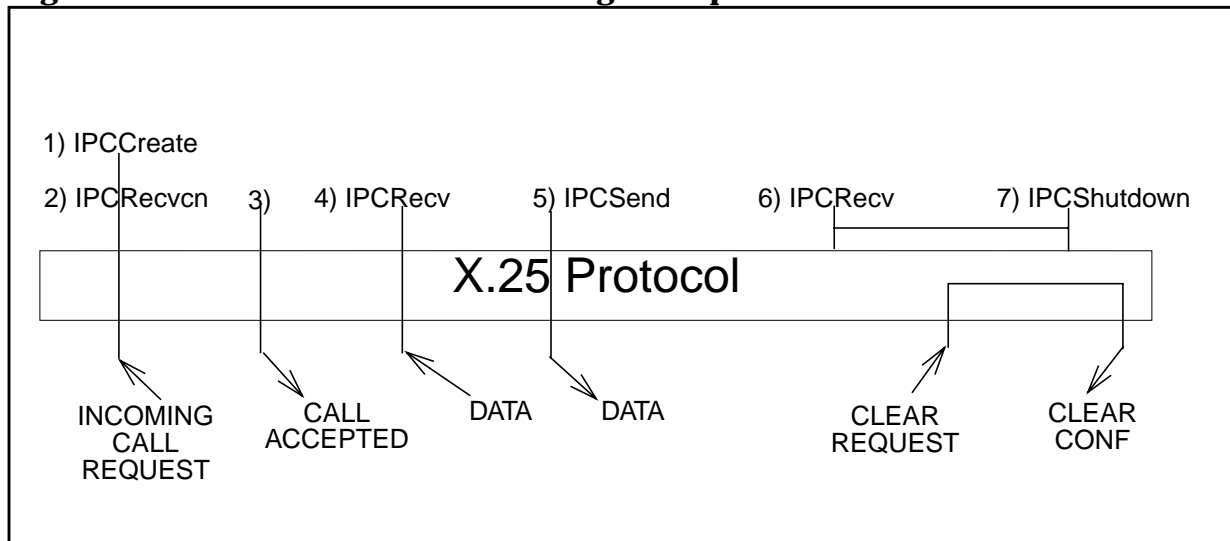 1) IPCCreate
2) IPCRecvcn 3) 4) IPCRecv 5) IPCSend 6) IPCRecv 7) IPCShutdown
X.25 Protocol
INCOMING
CALL
REQUEST
CALL
ACCEPTED
DATA
DATA
CLEAR
REQUEST
CLEAR
CONF